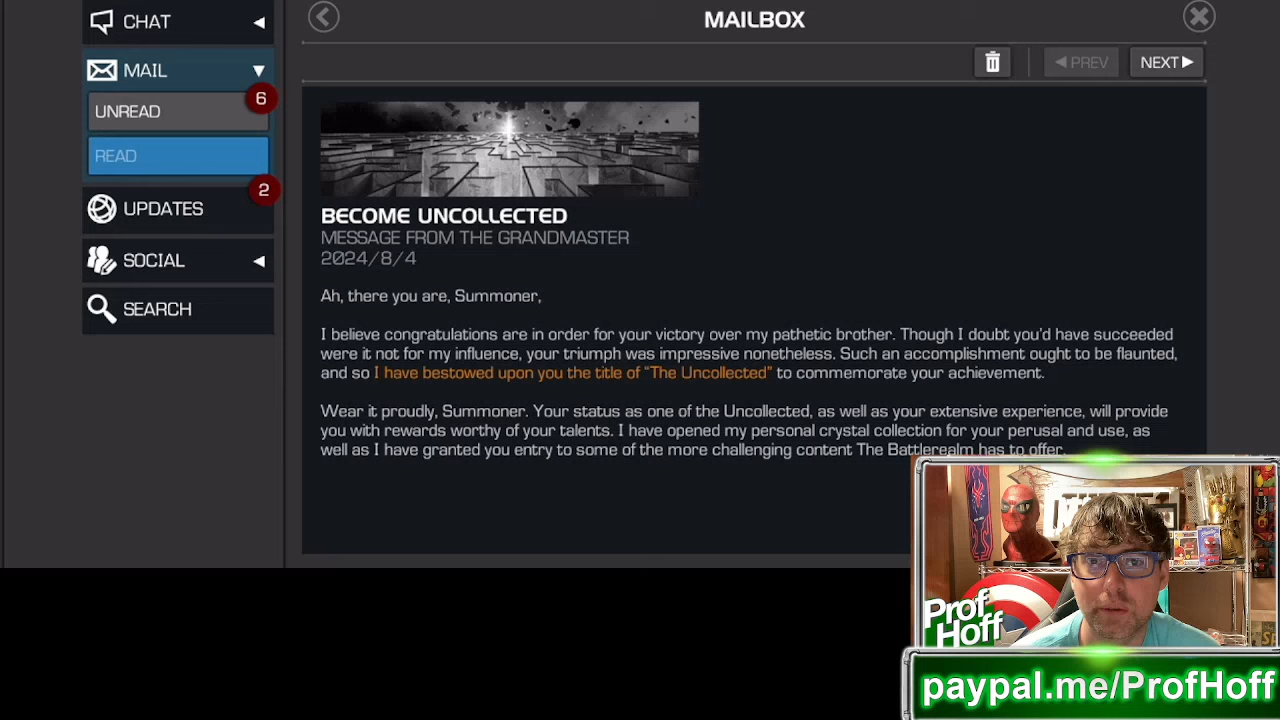 CHAT
MAIL
6
UNREAD
READ
2
UPDATES
SOCIAL
SEARCH
MAILBOX
PREV
NEXT
BECOME UNCOLLECTED
MESSAGE FROM THE GRANDMASTER
2024/8/4
Ah, there you are, Summoner,
I believe congratulations are in order for your victory over my pathetic brother. Though I doubt you'd have succeeded
were it not for my influence, your triumph was impressive nonetheless. Such an accomplishment ought to be flaunted,
and so I have bestowed upon you the title of "The Uncollected" to commemorate your achievement.
Wear it proudly, Summoner. Your status as one of the Uncollected, as well as your extensive experience, will provide
you with rewards worthy of your talents. I have opened my personal crystal collection for your perusal and use, as
well as I have granted you entry to some of the more challenging content The Battlerealm has to offer.
Prof
Hoff
paypal.me/ProfHoff